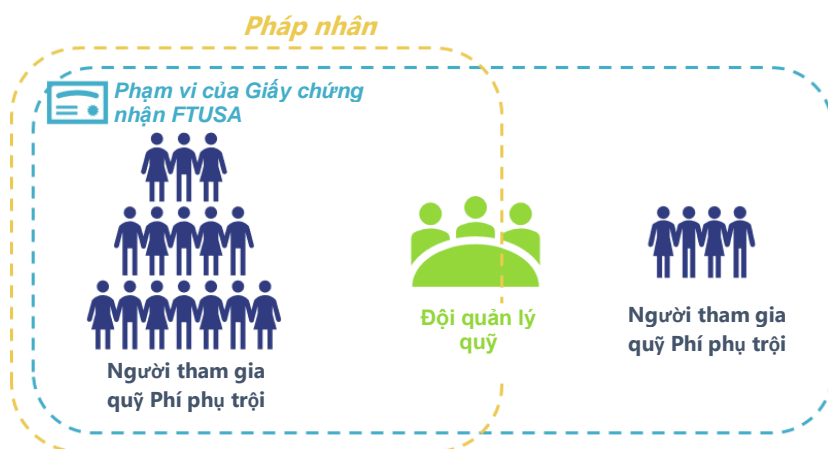 Pháp nhân
Phạm vi của Giấy chứng
nhận FTUSA
Đội quản lý
quỹ
Người tham gia
quỹ Phí phụ trội
Người tham gia
quỹ Phí phụ trội